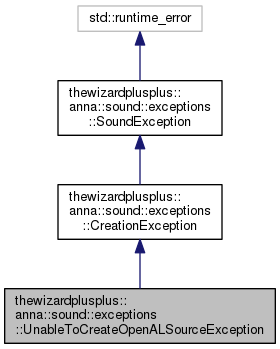 std::runtime_error
thewizardplusplus::
anna::sound::exceptions
::SoundException
thewizardplusplus::
anna::sound::exceptions
::CreationException
thewizardplusplus::
anna::sound::exceptions
::UnableToCreateOpenALSourceException